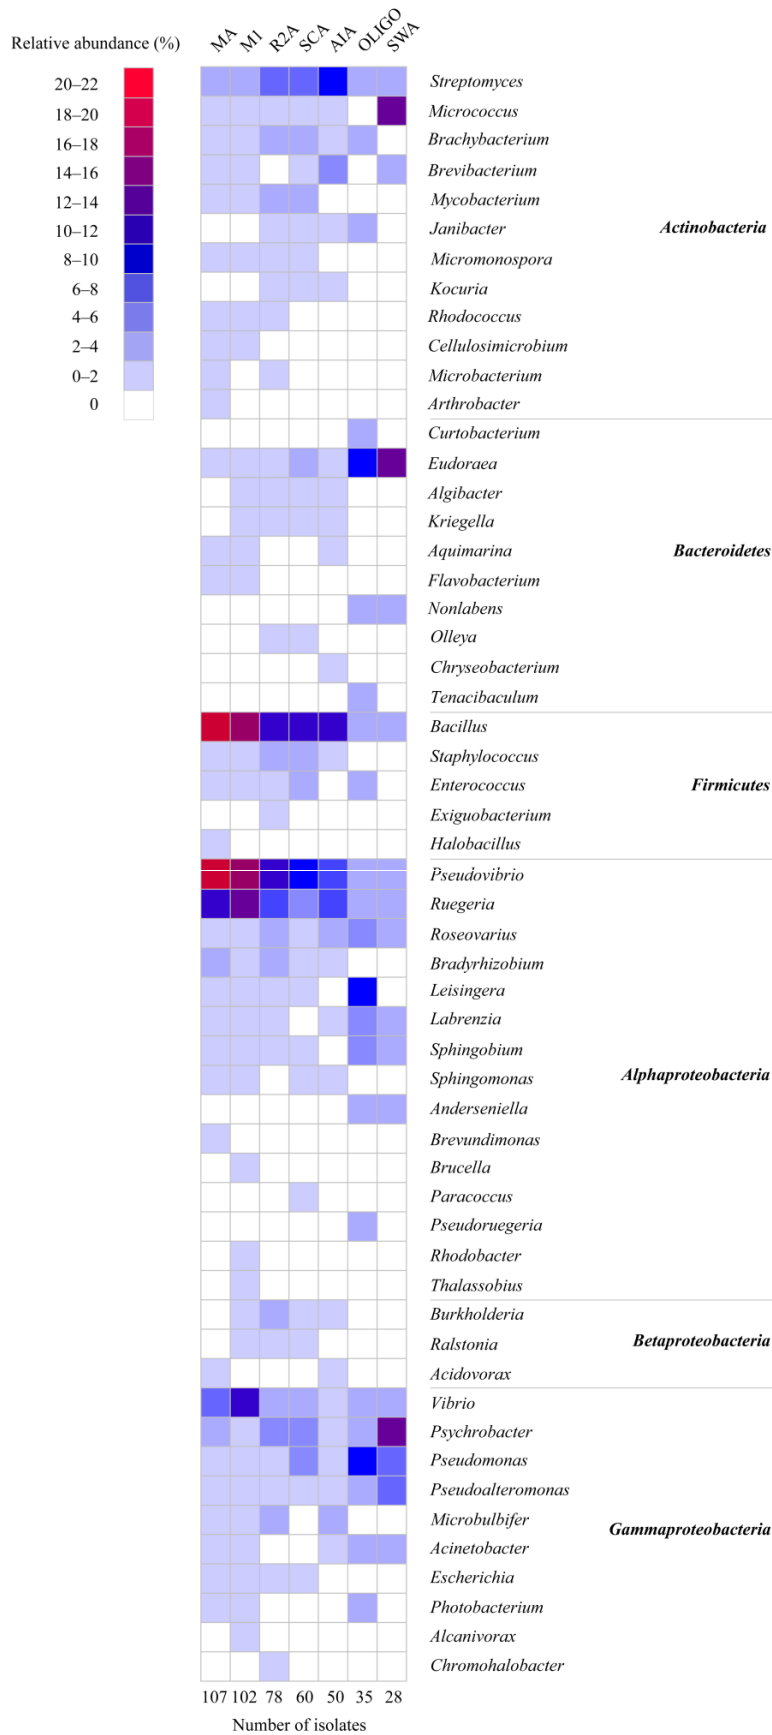 Relative abundance (%)
MA M1 R2A SCA AIA OLIGO SWA
20–22
18–20
16–18
14–16
12–14
10–12
8–10
6–8
4–6
2–4
0–2
0
Streptomyces
Micrococcus
Brachybacterium
Brevibacterium
Mycobacterium
Janibacter
Actinobacteria
Micromonospora
Kocuria
Rhodococcus
Cellulosimicrobium
Microbacterium
Arthrobacter
Curtobacterium
Eudoraea
Algibacter
Kriegella
Aquimarina
Bacteroidetes
Flavobacterium
Nonlabens
Olleya
Chryseobacterium
Tenacibaculum
Bacillus
Staphylococcus
Enterococcus
Firmicutes
Exiguobacterium
Halobacillus
Pseudovibrio
Ruegeria
Roseovarius
Bradyrhizobium
Leisingera
Labrenzia
Sphingobium
Sphingomonas
Alphaproteobacteria
Anderseniella
Brevundimonas
Brucella
Paracoccus
Pseudoruegeria
Rhodobacter
Thalassobius
Burkholderia
Ralstonia
Betaproteobacteria
Acidovorax
Vibrio
Psychrobacter
Pseudomonas
Pseudoalteromonas
Microbulbifer
Gammaproteobacteria
Acinetobacter
Escherichia
Photobacterium
Alcanivorax
Chromohalobacter
107 102 78 60 50 35 28
Number of isolates